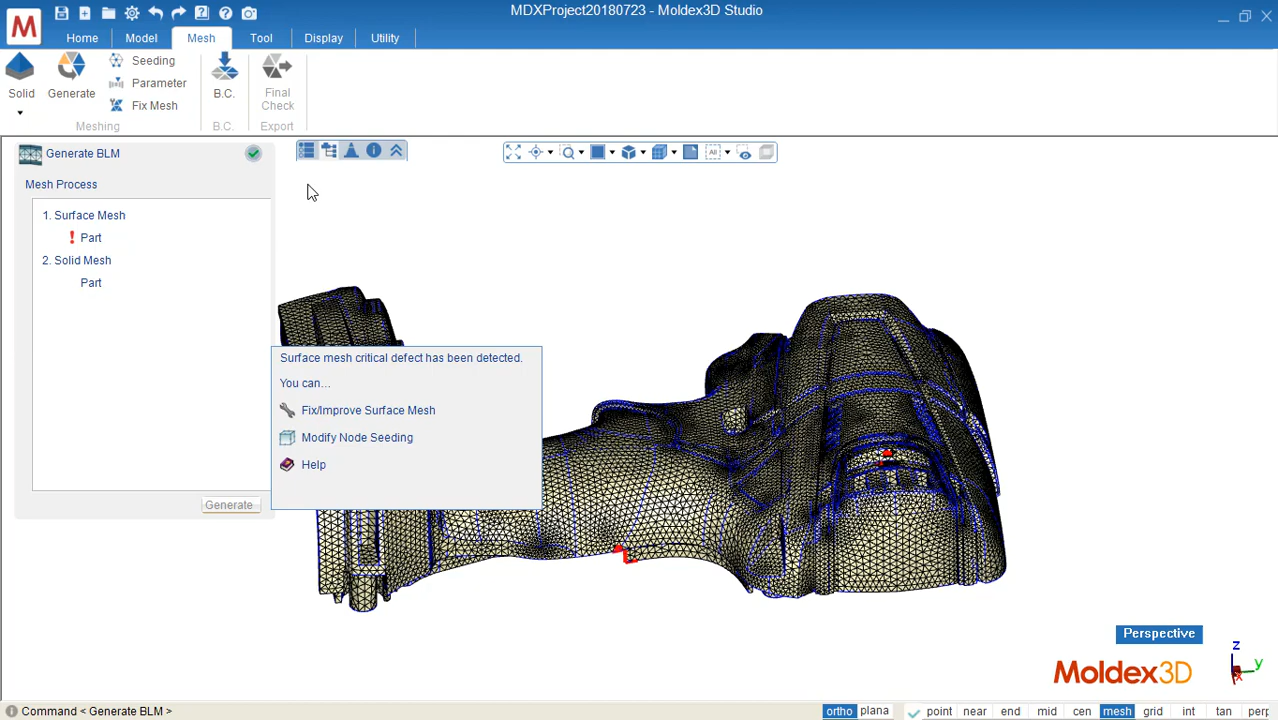 MDXProject20180723 - Moldex3D Studio
M
Home Model Mesh Tool Display Utility
Solid
Generate
Seeding
Parameter
Fix Mesh
B.C.
Final
Check
Meshing B.C. Export
Generate BLM
Mesh Process
1. Surface Mesh
! Part
2. Solid Mesh
Part
Generate
Surface mesh critical defect has been detected.
You can...
Fix/Improve Surface Mesh
Modify Node Seeding
Help
All
Perspective
Moldex3D
z
y
x
Command < Generate BLM >
ortho plana point near end mid cen mesh grid int tan perp